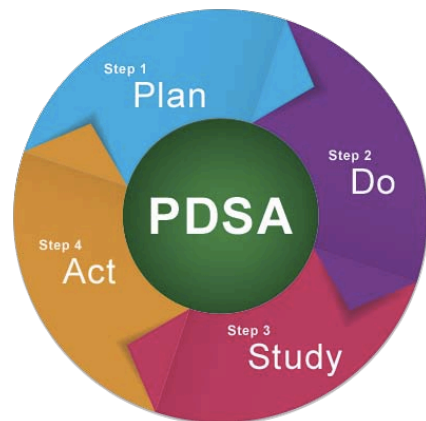 Step 1
Plan
Step 2
Do
Step 3
Study
Step 4
Act
PDSA